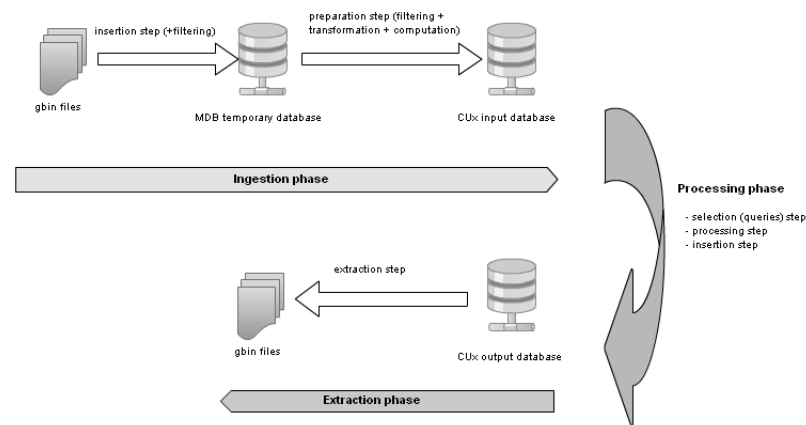 insertion step (+filtering)
preparation step (filtering +
transformation + computation)
gbin files
MDB temporary database
CUx input database
Ingestion phase
Processing phase
- selection (queries) step
- processing step
- insertion step
extraction step
gbin files
CUx output database
Extraction phase